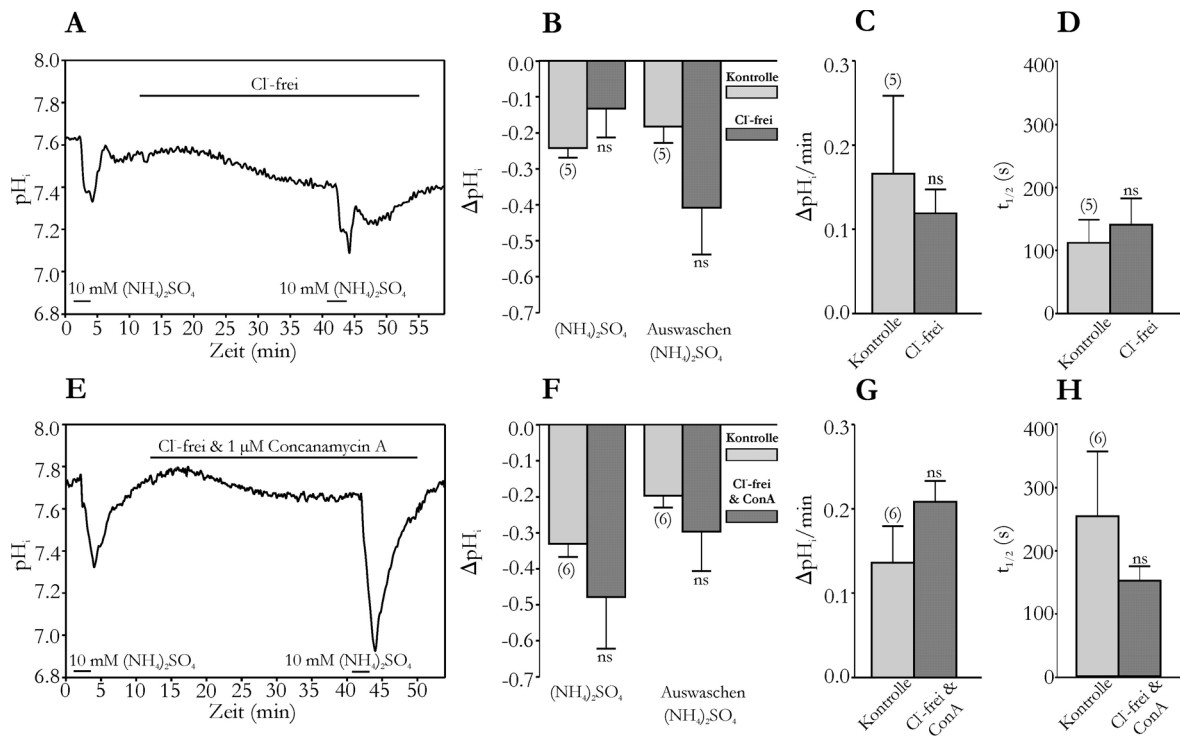 A
8.0
7.8
7.6
7.4
7.2
7.0
6.8
pHᵢ
Cl⁻-frei
10 mM (NH₄)₂SO₄
10 mM (NH₄)₂SO₄
0 5 10 15 20 25 30 35 40 45 50 55
Zeit (min)
B
0.0
-0.1
-0.2
-0.3
-0.4
-0.5
-0.6
-0.7
ΔpHᵢ
(5)
ns
(5)
ns
Kontrolle
Cl⁻-frei
(NH₄)₂SO₄
Auswaschen
(NH₄)₂SO₄
C
0.3
0.2
0.1
0.0
ΔpHᵢ/min
(5)
ns
Kontrolle
Cl⁻-frei
D
400
300
200
100
0
t₁/₂ (s)
(5)
ns
Kontrolle
Cl⁻-frei
E
8.0
7.8
7.6
7.4
7.2
7.0
6.8
pHᵢ
Cl⁻-frei & 1 µM Concanamycin A
10 mM (NH₄)₂SO₄
10 mM (NH₄)₂SO₄
0 5 10 15 20 25 30 35 40 45 50
Zeit (min)
F
0.0
-0.1
-0.2
-0.3
-0.4
-0.5
-0.6
-0.7
ΔpHᵢ
(6)
ns
(6)
ns
Kontrolle
Cl⁻-frei
& ConA
(NH₄)₂SO₄
Auswaschen
(NH₄)₂SO₄
G
0.3
0.2
0.1
0.0
ΔpHᵢ/min
(6)
ns
Kontrolle
Cl⁻-frei &
ConA
H
400
300
200
100
0
t₁/₂ (s)
(6)
ns
Kontrolle
Cl⁻-frei &
ConA